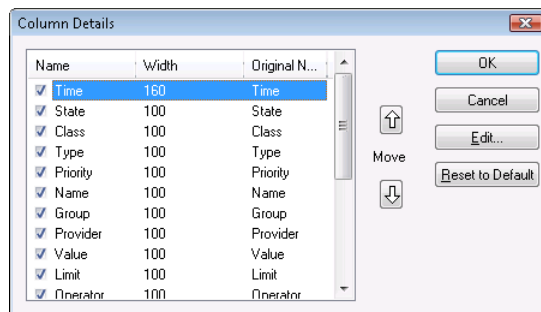 Column Details
Name Width Original N...
Time 160 Time
State 100 State
Class 100 Class
Type 100 Type
Priority 100 Priority
Name 100 Name
Group 100 Group
Provider 100 Provider
Value 100 Value
Limit 100 Limit
Operator 100 Operator
Move
OK
Cancel
Edit...
Reset to Default